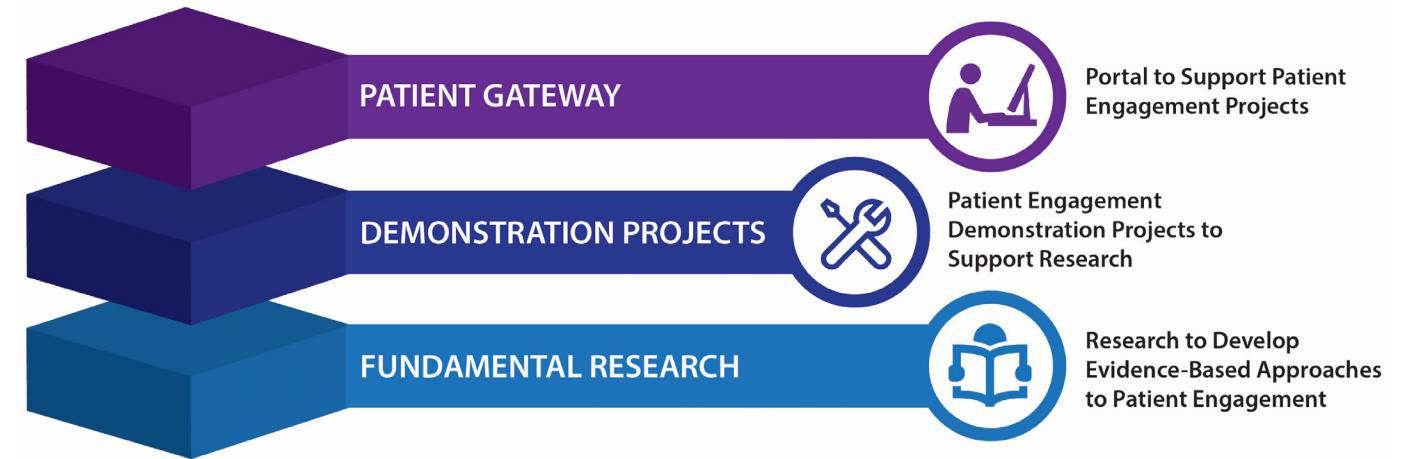 PATIENT GATEWAY
Portal to Support Patient
Engagement Projects
DEMONSTRATION PROJECTS
Patient Engagement
Demonstration Projects to
Support Research
FUNDAMENTAL RESEARCH
Research to Develop
Evidence-Based Approaches
to Patient Engagement